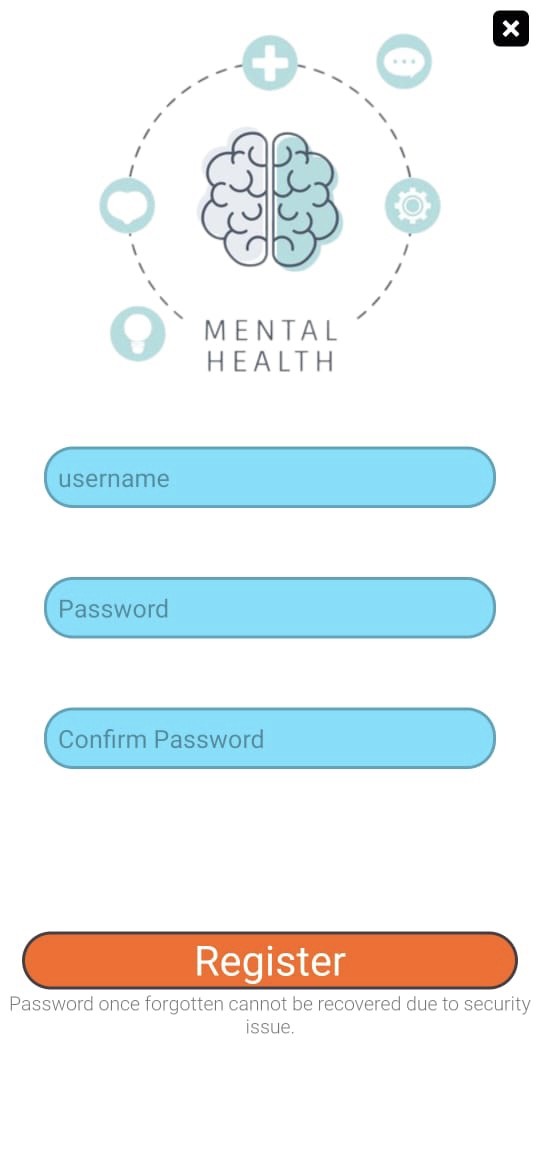 MENTAL
HEALTH
username
Password
Confirm Password
Register
Password once forgotten cannot be recovered due to security
issue.